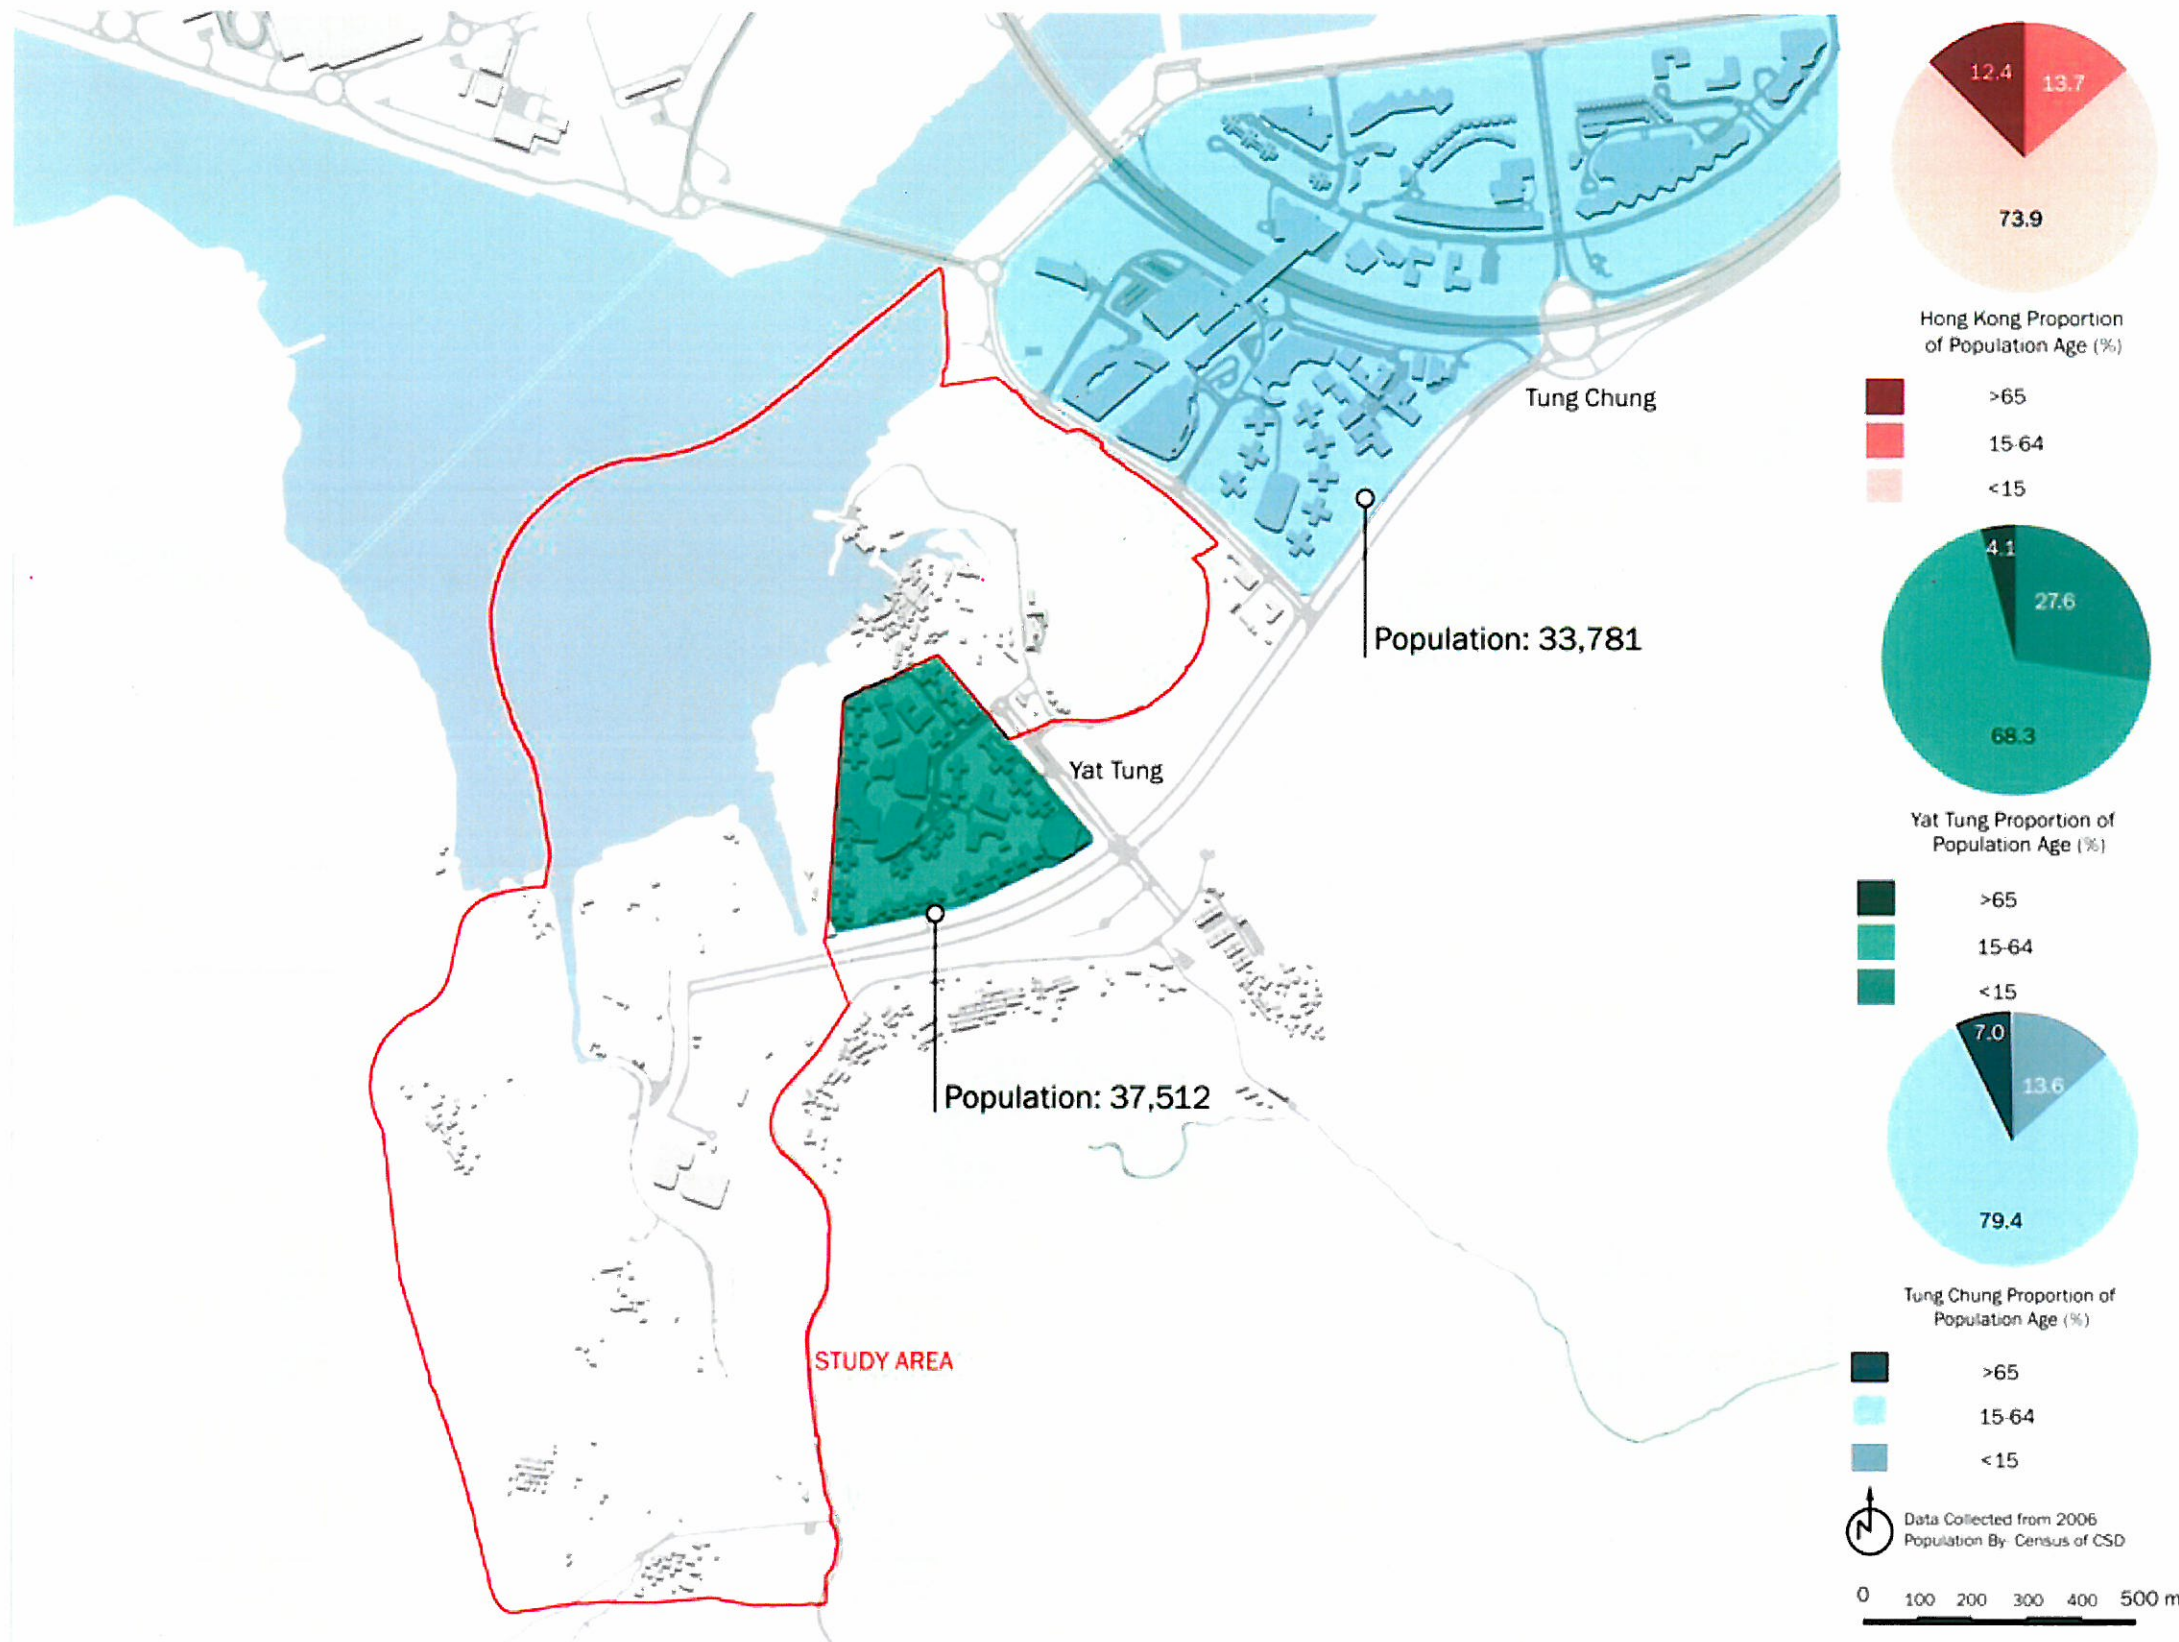 12.4
13.7
73.9
Hong Kong Proportion
of Population Age (%)
>65
15-64
<15
Tung Chung
Population: 33,781
4.1
27.6
68.3
Yat Tung Proportion of
Population Age (%)
>65
15-64
<15
Yat Tung
Population: 37,512
7.0
13.6
79.4
Tung Chung Proportion of
Population Age (%)
>65
15-64
<15
STUDY AREA
N
Data Collected from 2006
Population By- Census of CSD
0 100 200 300 400 500 m